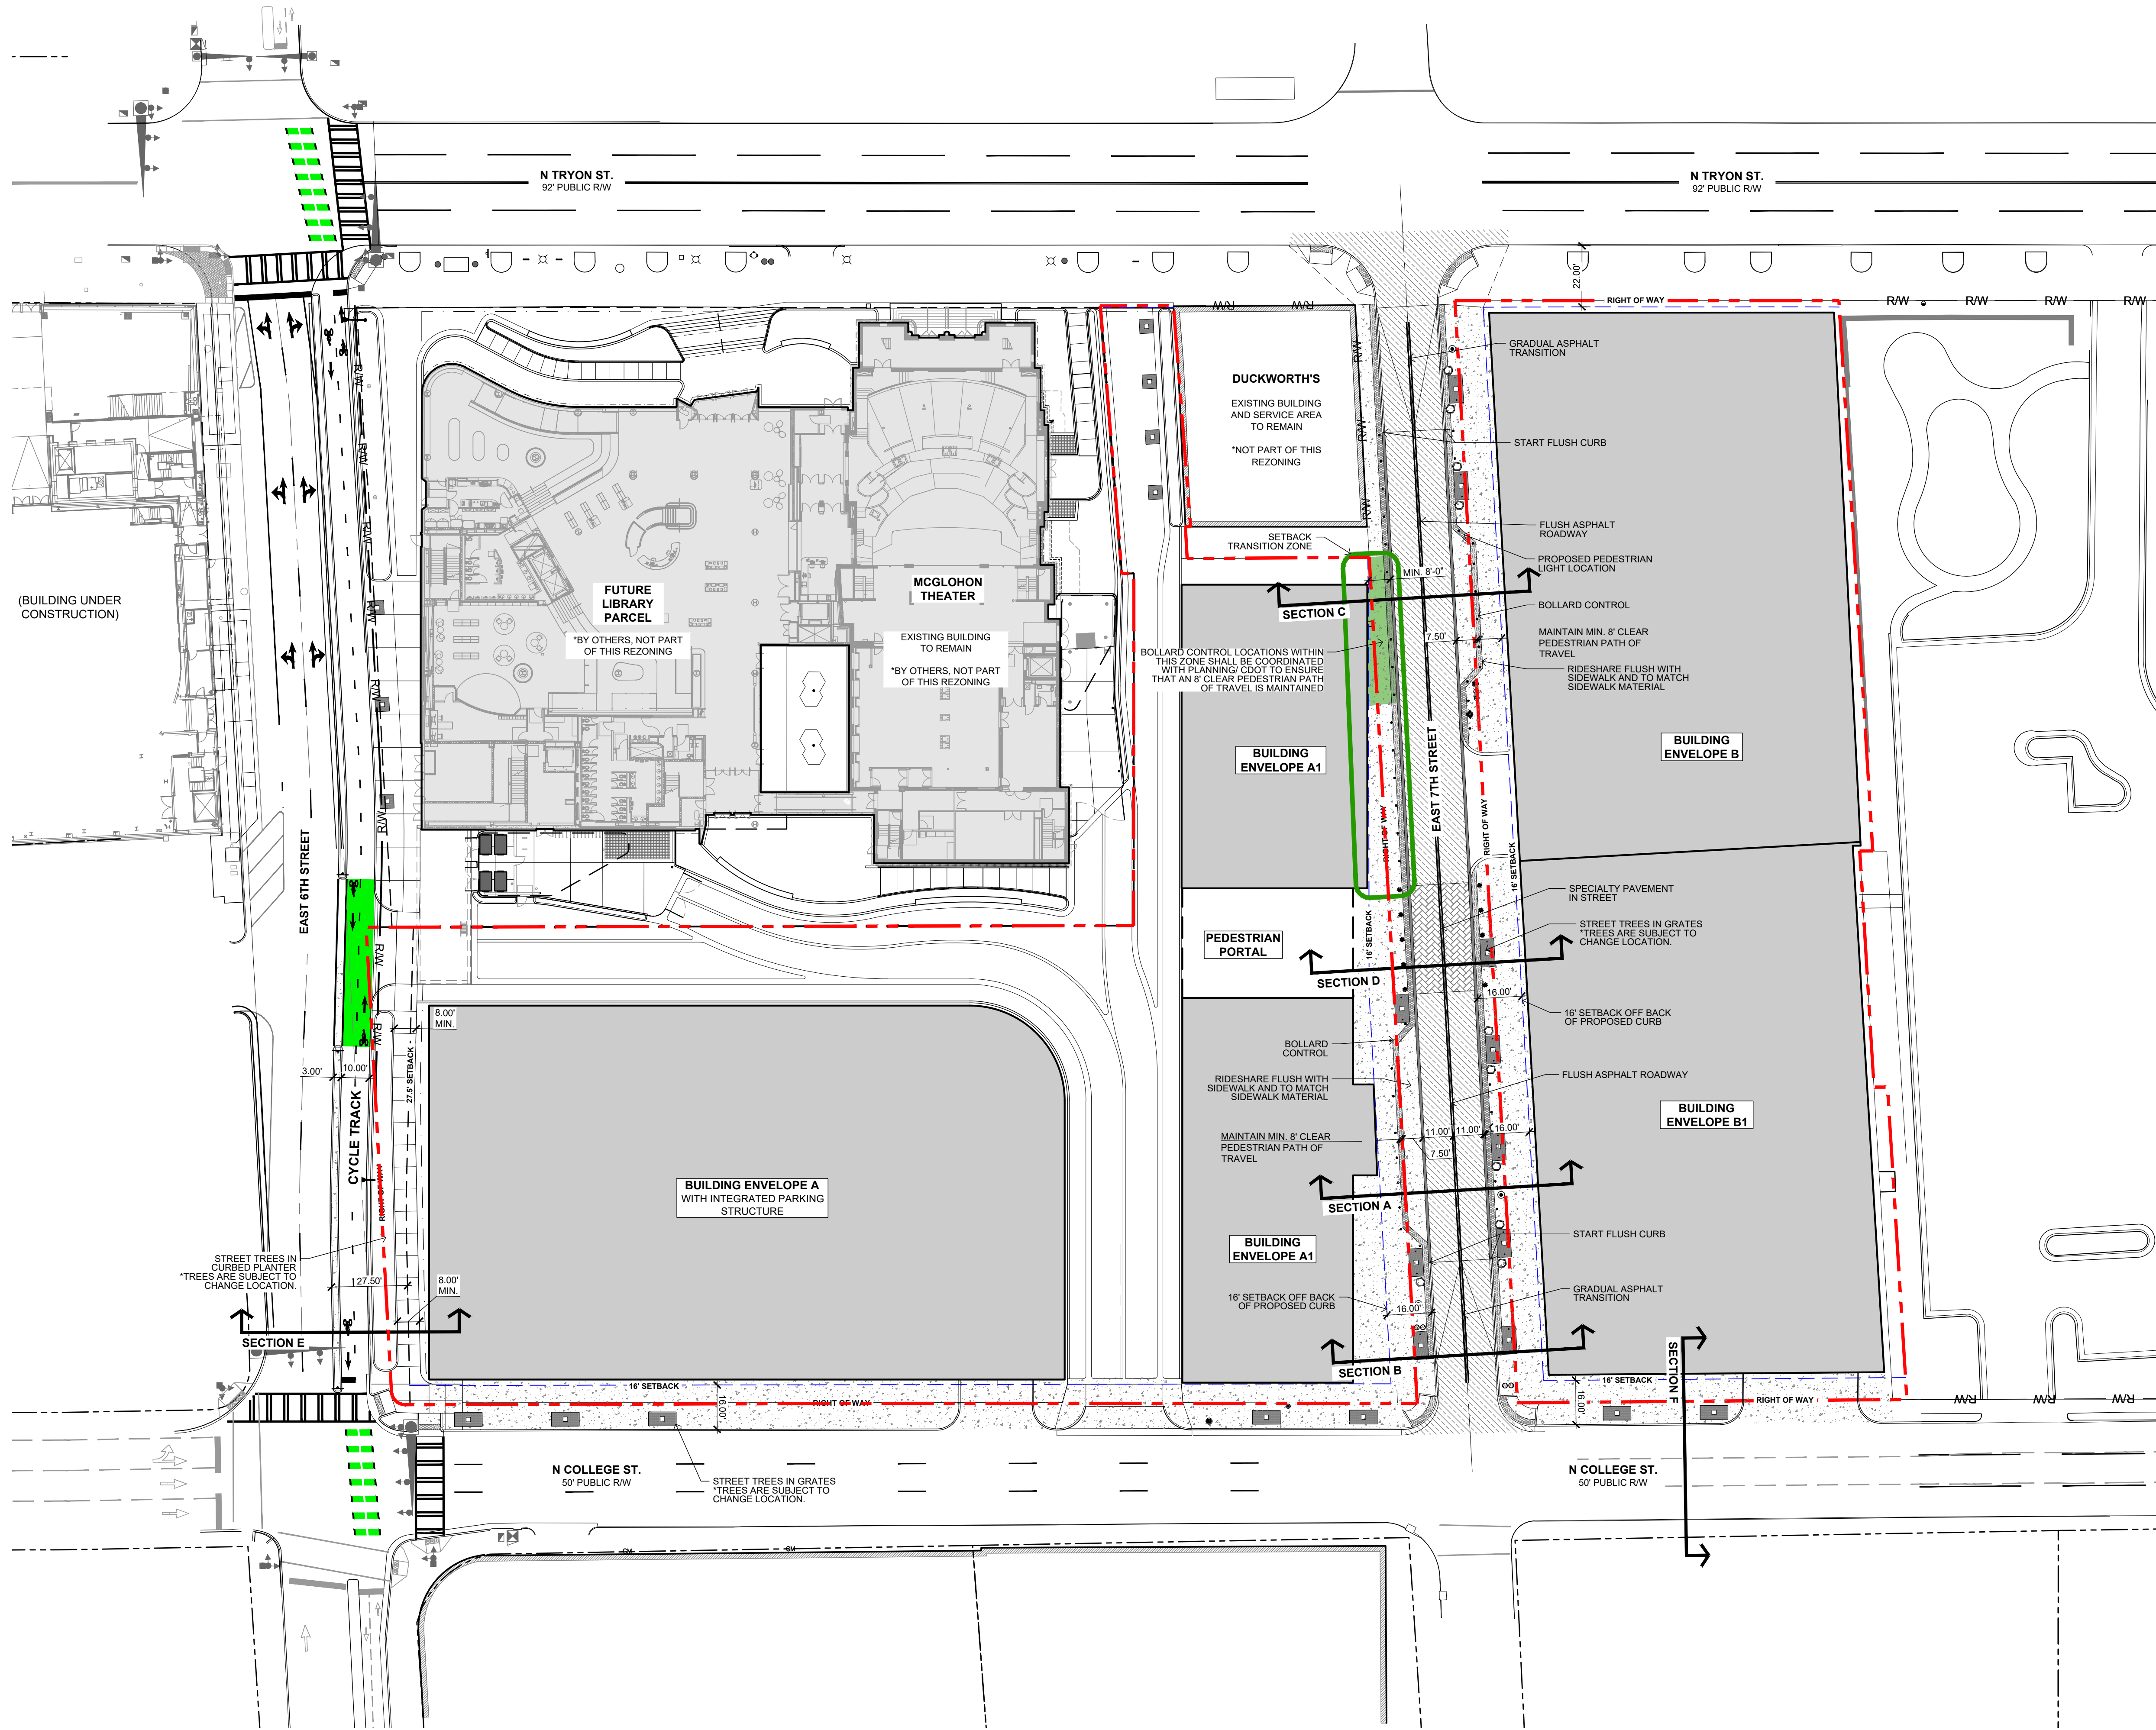 N TRYON ST.
92' PUBLIC R/W
N TRYON ST.
92' PUBLIC R/W
22.00'
RIGHT OF WAY
R/W
R/W
R/W
R/W
R/W
R/W
R/W
R/W
R/W
DUCKWORTH'S
EXISTING BUILDING
AND SERVICE AREA
TO REMAIN
*NOT PART OF THIS
REZONING
GRADUAL ASPHALT
TRANSITION
START FLUSH CURB
FLUSH ASPHALT
ROADWAY
PROPOSED PEDESTRIAN
LIGHT LOCATION
BOLLARD CONTROL
MAINTAIN MIN. 8' CLEAR
PEDESTRIAN PATH OF
TRAVEL
RIDESHARE FLUSH WITH
SIDEWALK AND TO MATCH
SIDEWALK MATERIAL
SETBACK
TRANSITION ZONE
MIN. 8'-0"
SECTION C
7.50'
BOLLARD CONTROL LOCATIONS WITHIN
THIS ZONE SHALL BE COORDINATED
WITH PLANNING/ CDOT TO ENSURE
THAT AN 8' CLEAR PEDESTRIAN PATH
OF TRAVEL IS MAINTAINED
(BUILDING UNDER
CONSTRUCTION)
FUTURE
LIBRARY
PARCEL
*BY OTHERS, NOT PART
OF THIS REZONING
MCGLOHON
THEATER
EXISTING BUILDING
TO REMAIN
*BY OTHERS, NOT PART
OF THIS REZONING
R/W
R/W
R/W
R/W
R/W
R/W
R/W
R/W
EAST 6TH STREET
BUILDING
ENVELOPE A1
EAST 7TH STREET
RIGHT OF WAY
RIGHT OF WAY
16' SETBACK
BUILDING
ENVELOPE B
SPECIALTY PAVEMENT
IN STREET
STREET TREES IN GRATES
*TREES ARE SUBJECT TO
CHANGE LOCATION.
PEDESTRIAN
PORTAL
16' SETBACK
SECTION D
16.00'
16' SETBACK OFF BACK
OF PROPOSED CURB
8.00'
MIN.
27.5' SETBACK
3.00'
10.00'
CYCLE TRACK
RIGHT OF WAY
BOLLARD
CONTROL
RIDESHARE FLUSH WITH
SIDEWALK AND TO MATCH
SIDEWALK MATERIAL
FLUSH ASPHALT ROADWAY
MAINTAIN MIN. 8' CLEAR
PEDESTRIAN PATH OF
TRAVEL
11.00'
11.00'
16.00'
7.50'
BUILDING
ENVELOPE B1
BUILDING ENVELOPE A
WITH INTEGRATED PARKING
STRUCTURE
SECTION A
BUILDING
ENVELOPE A1
START FLUSH CURB
GRADUAL ASPHALT
TRANSITION
16' SETBACK OFF BACK
OF PROPOSED CURB
16.00'
STREET TREES IN
CURBED PLANTER
*TREES ARE SUBJECT TO
CHANGE LOCATION.
27.50'
8.00'
MIN.
SECTION E
SECTION B
SECTION F
16' SETBACK
16.00'
RIGHT OF WAY
16' SETBACK
16.00'
RIGHT OF WAY
R/W
R/W
R/W
N COLLEGE ST.
50' PUBLIC R/W
STREET TREES IN GRATES
*TREES ARE SUBJECT TO
CHANGE LOCATION.
N COLLEGE ST.
50' PUBLIC R/W